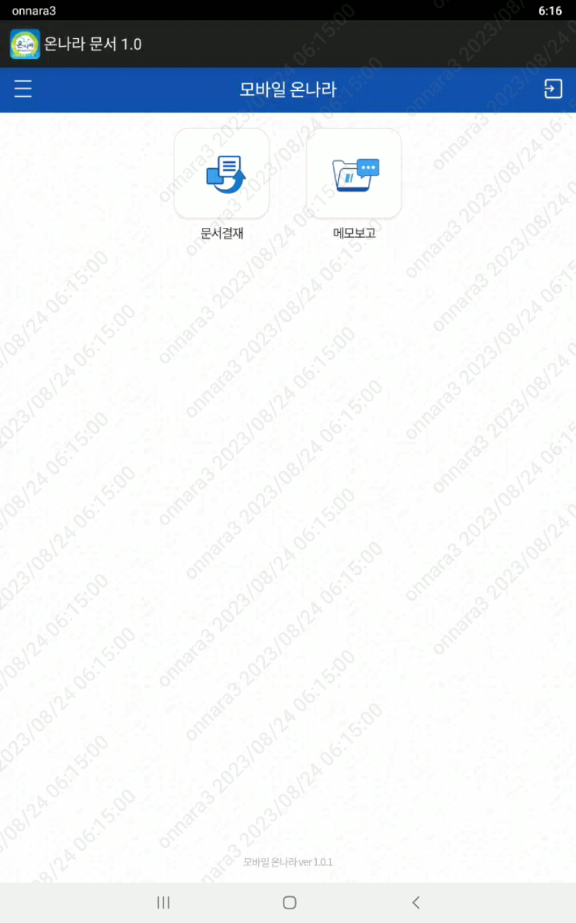 onnara3 6:16
온나라 문서 1.0
모바일 온나라
문서결재 메모보고
onnara3 2023/08/24 06:15:00
모바일 온나라 ver 1.0.1